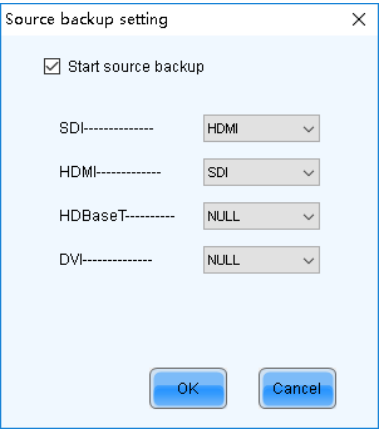 Source backup setting
Start source backup
SDI-------------- HDMI
HDMI------------- SDI
HDBaseT---------- NULL
DVI-------------- NULL
OK Cancel